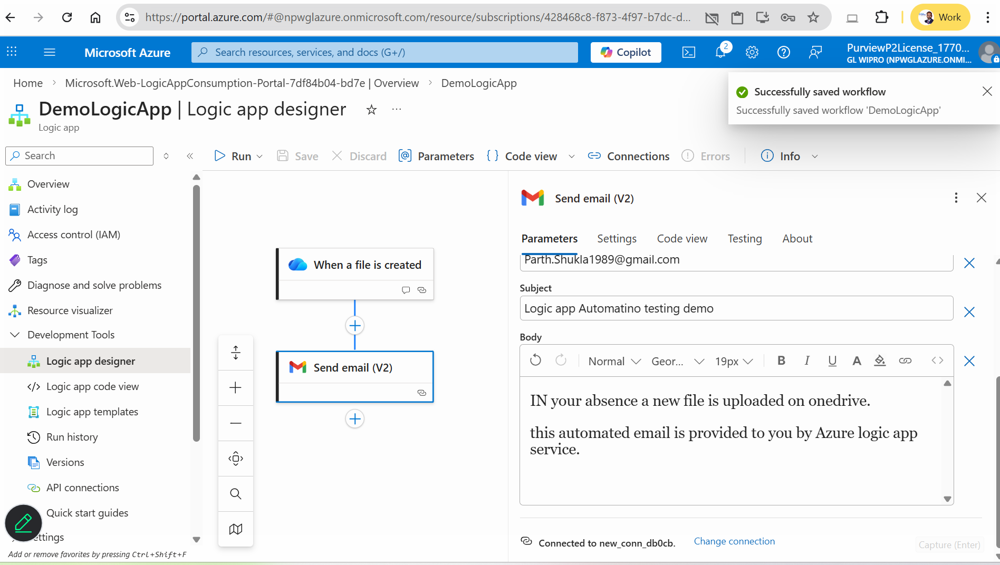 https://portal.azure.com/#@npwglazure.onmicrosoft.com/resource/subscriptions/428468c8-f873-4f97-b7dc-d...
Work
Microsoft Azure
Search resources, services, and docs (G+/)
Copilot
2
PurviewP2License_1770...
GL WIPRO (NPWGLAZURE.ONMI...
Home > Microsoft.Web-LogicAppConsumption-Portal-7df84b04-bd7e | Overview > DemoLogicApp
Successfully saved workflow
Successfully saved workflow 'DemoLogicApp'
DemoLogicApp | Logic app designer
Logic app
Search
Run
Save
Discard
Parameters
Code view
Connections
Errors
Info
Overview
Activity log
Access control (IAM)
Tags
Diagnose and solve problems
Resource visualizer
Development Tools
Logic app designer
Logic app code view
Logic app templates
Run history
Versions
API connections
Quick start guides
ettings
Add or remove favorites by pressing Ctrl+Shift+F
When a file is created
Send email (V2)
Send email (V2)
Parameters
Settings
Code view
Testing
About
Parth.Shukla1989@gmail.com
Subject
Logic app Automatino testing demo
Body
Normal
Geor...
19px
B I U A
IN your absence a new file is uploaded on onedrive.
this automated email is provided to you by Azure logic app
service.
Connected to new_conn_db0cb.
Change connection
Capture (Enter)